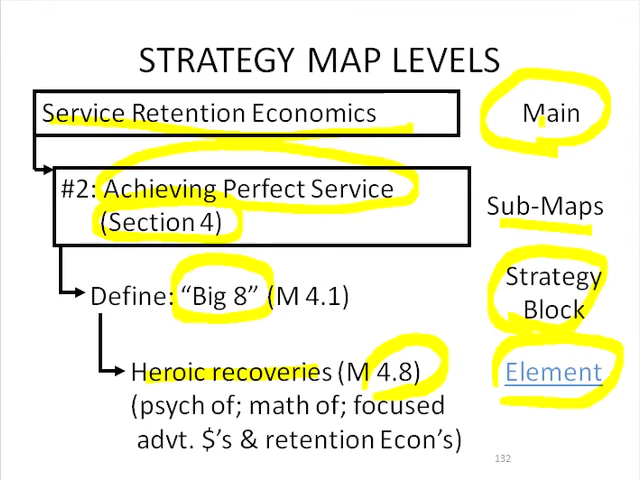 STRATEGY MAP LEVELS
Service Retention Economics
Main
#2: Achieving Perfect Service
(Section 4)
Sub-Maps
Define: “Big 8” (M 4.1)
Strategy
Block
Heroic recoveries (M 4.8)
Element
(psych of; math of; focused
advt. $’s & retention Econ’s)
132